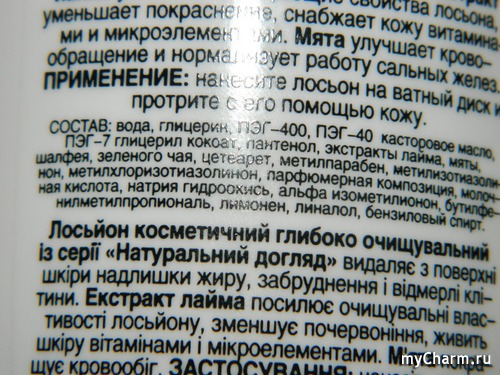 щие свойства лосьона,
уменьшает покраснение, снабжает кожу витамина
ми и микроэлементами. Мята улучшает крово-
обращение и нормализует работу сальных желез.
ПРИМЕНЕНИЕ: нанесите лосьон на ватный диск и
протрите с его помощью кожу.
СОСТАВ: вода, глицерин, ПЭГ-400, ПЭГ-40 касторовое масло,
ПЭГ-7 глицерил кокоат, пантенол, экстракты лайма, мяты,
шалфея, зеленого чая, цетеарет, метилпарабен, метилизотиазоли
нон, метилхлоризотиазолинон, парфюмерная композиция, молоч-
ная кислота, натрия гидроокись, альфа изометилионон, бутилфе-
нилметилпропиональ, лимонен, линалол, бензиловый спирт.
Лосьйон косметичний глибоко очищувальний
із серії «Натуральний догляд» видаляє з поверхні
шкіри надлишки жиру, забруднення і відмерлі клі-
тини. Екстракт лайма посилює очищувальні влас-
тивості лосьйону, зменшує почервоніння, живить
шкіру вітамінами і мікроелементами.
щує кровообіг. ЗАСТОСУВАННЯ:
myCharm.ru